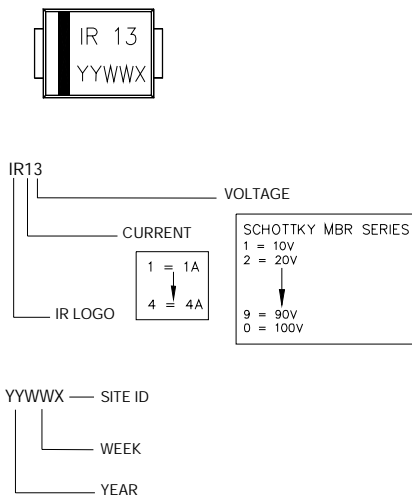 IR 13
YYWWX
IR13
VOLTAGE
CURRENT
1 = 1A
4 = 4A
IR LOGO
SCHOTTKY MBR SERIES
1 = 10V
2 = 20V
9 = 90V
0 = 100V
YYWWX
SITE ID
WEEK
YEAR